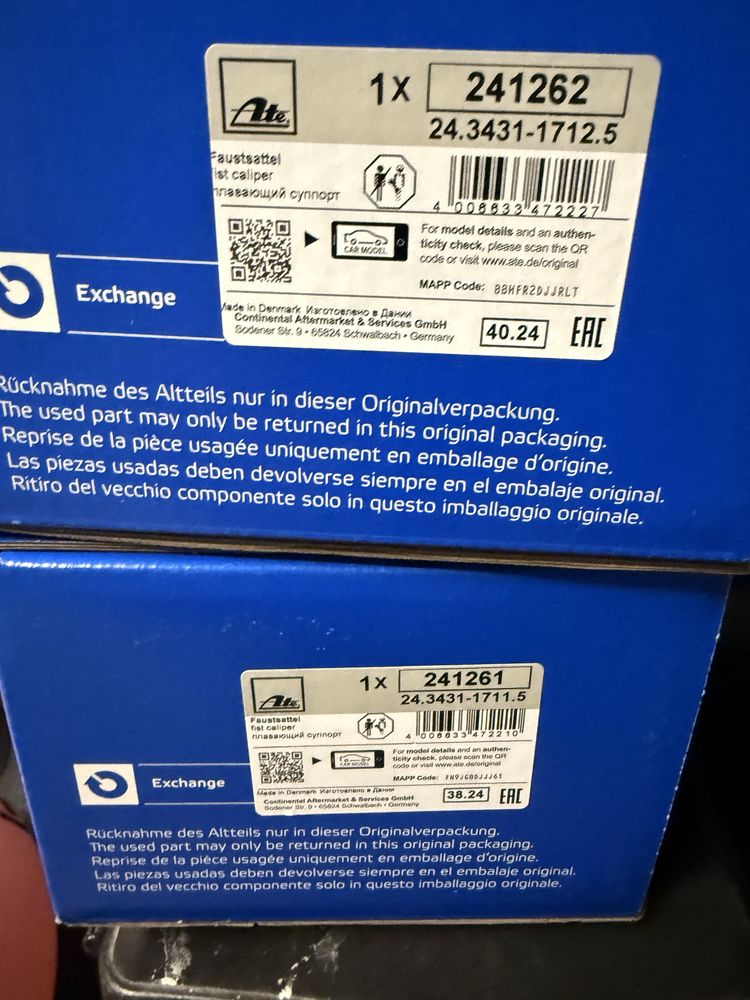 Ate
1X 241262
24.3431-1712.5
Faustsattel
fist caliper
плавающий суппорт
4 006633 472227
CAR MODEL
For model details and an authen-
ticity check, please scan the QR
code or visit www.ate.de/original
MAPP Code:
Exchange
Made in Denmark Изготовлено в Дании
Continental Aftermarket & Services GmbH
Sodener Str. 9 • 65824 Schwalbach • Germany
40.24
EAC
Rücknahme des Altteils nur in dieser Originalverpackung.
The used part may only be returned in this original packaging.
Reprise de la pièce usagée uniquement en emballage d'origine.
Las piezas usadas deben devolverse siempre en el embalaje original.
Ritiro del vecchio componente solo in questo imballaggio originale.
Ate
1X 241261
24.3431-1711.5
Faustsattel
fist caliper
плавающий суппорт
4 006633 472210
CAR MODEL
For model details and an authen-
ticity check, please scan the QR
code or visit www.ate.de/original
MAPP Code:
Exchange
Made in Denmark Изготовлено в Дании
Continental Aftermarket & Services GmbH
Sodener Str. 9 • 65824 Schwalbach • Germany
38.24
EAC
Rücknahme des Altteils nur in dieser Originalverpackung.
The used part may only be returned in this original packaging.
Reprise de la pièce usagée uniquement en emballage d'origine.
Las piezas usadas deben devolverse siempre en el embalaje original.
Ritiro del vecchio componente solo in questo imballaggio originale.